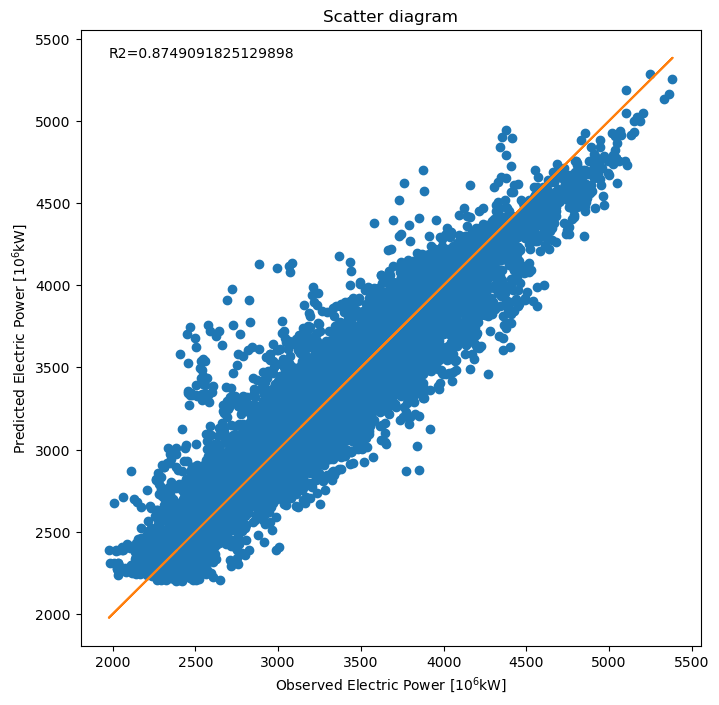 Scatter diagram
R2=0.8749091825129898
5500
5000
4500
4000
3500
3000
2500
2000
Predicted Electric Power [10⁶kW]
2000 2500 3000 3500 4000 4500 5000 5500
Observed Electric Power [10⁶kW]